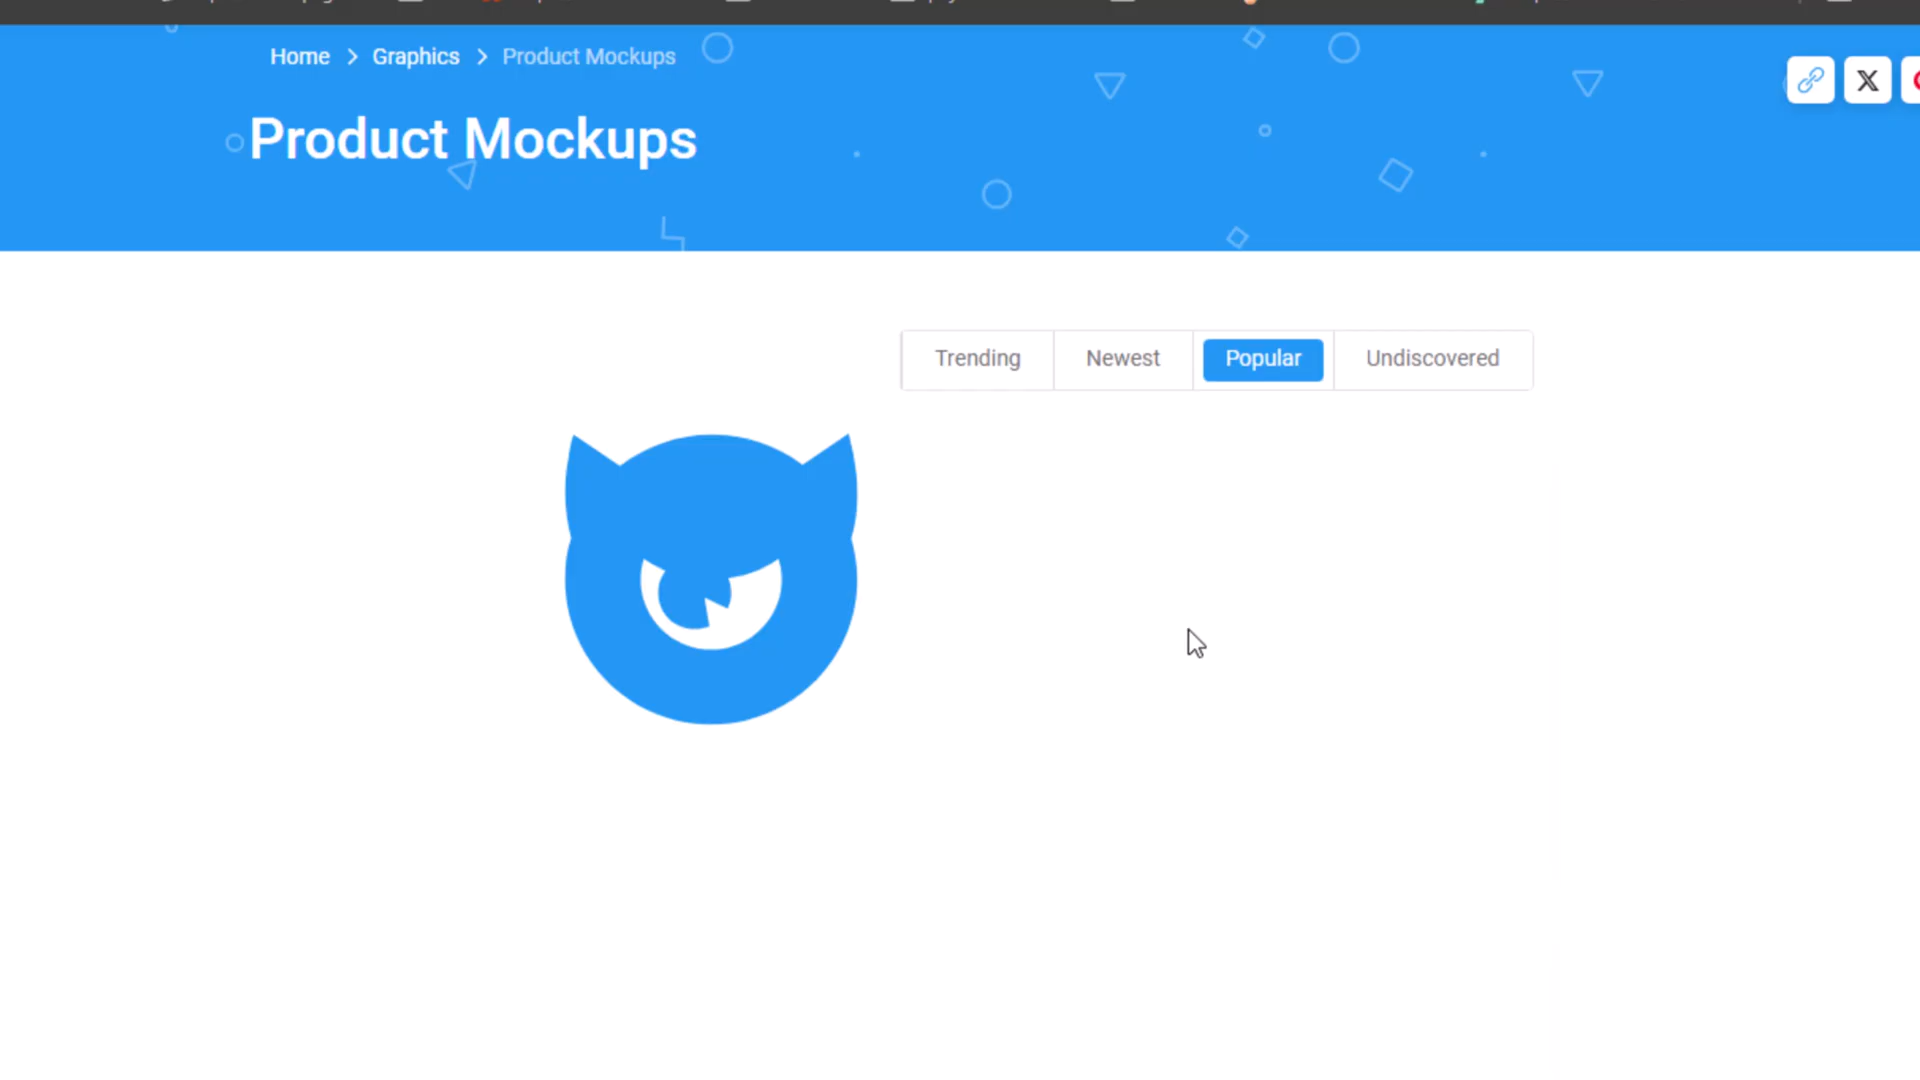 Home > Graphics > Product Mockups
Product Mockups
Trending Newest Popular Undiscovered